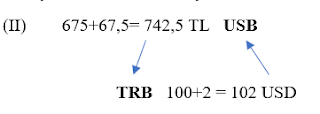 (II) 675+67,5= 742,5 TL USB
TRB 100+2 = 102 USD